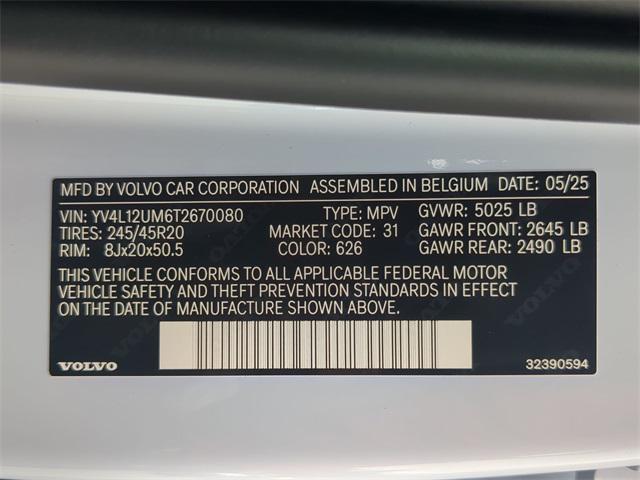 MFD BY VOLVO CAR CORPORATION ASSEMBLED IN BELGIUM DATE: 05/25
VIN: YV4L12UM6T2670080 TYPE: MPV GVWR: 5025 LB
TIRES: 245/45R20 MARKET CODE: 31 GAWR FRONT: 2645 LB
RIM: 8Jx20x50.5 COLOR: 626 GAWR REAR: 2490 LB
THIS VEHICLE CONFORMS TO ALL APPLICABLE FEDERAL MOTOR
VEHICLE SAFETY AND THEFT PREVENTION STANDARDS IN EFFECT
ON THE DATE OF MANUFACTURE SHOWN ABOVE.
VOLVO 32390594